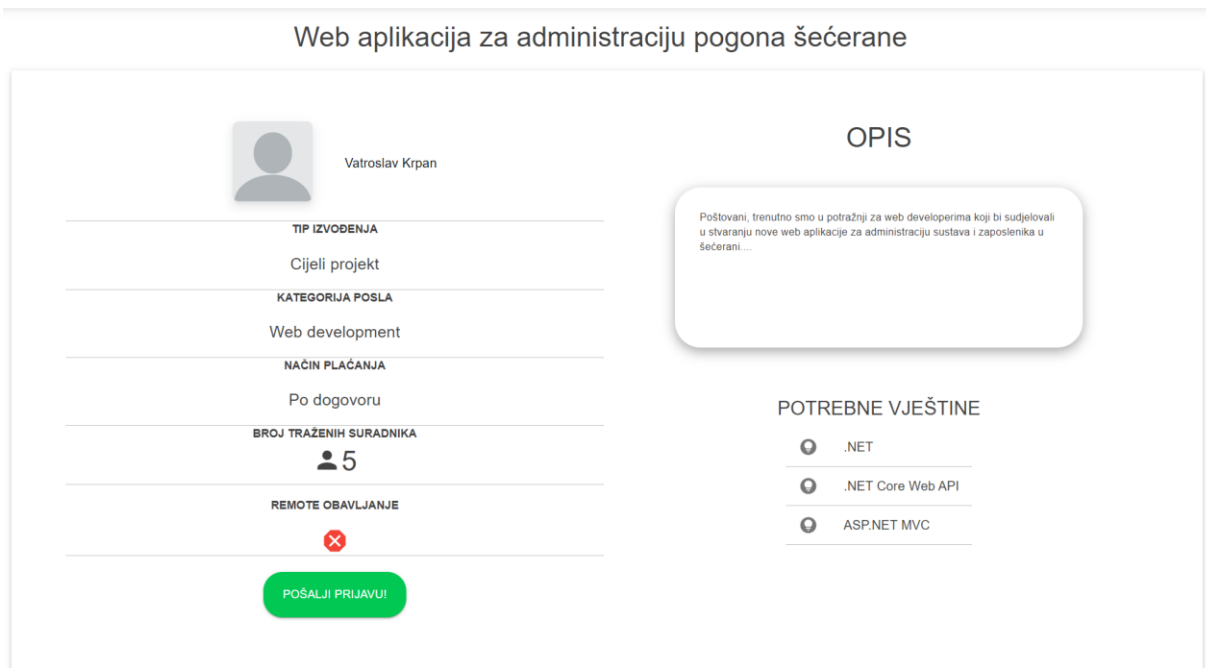 Web aplikacija za administraciju pogona šećerane
Vatroslav Krpan
TIP IZVOĐENJA
Cijeli projekt
KATEGORIJA POSLA
Web development
NAČIN PLAĆANJA
Po dogovoru
BROJ TRAŽENIH SURADNIKA
5
REMOTE OBAVLJANJE
POŠALJI PRIJAVU!
OPIS
Poštovani, trenutno smo u potražnji za web developerima koji bi sudjelovali
u stvaranju nove web aplikacije za administraciju sustava i zaposlenika u
šećerani....
POTREBNE VJEŠTINE
.NET
.NET Core Web API
ASP.NET MVC